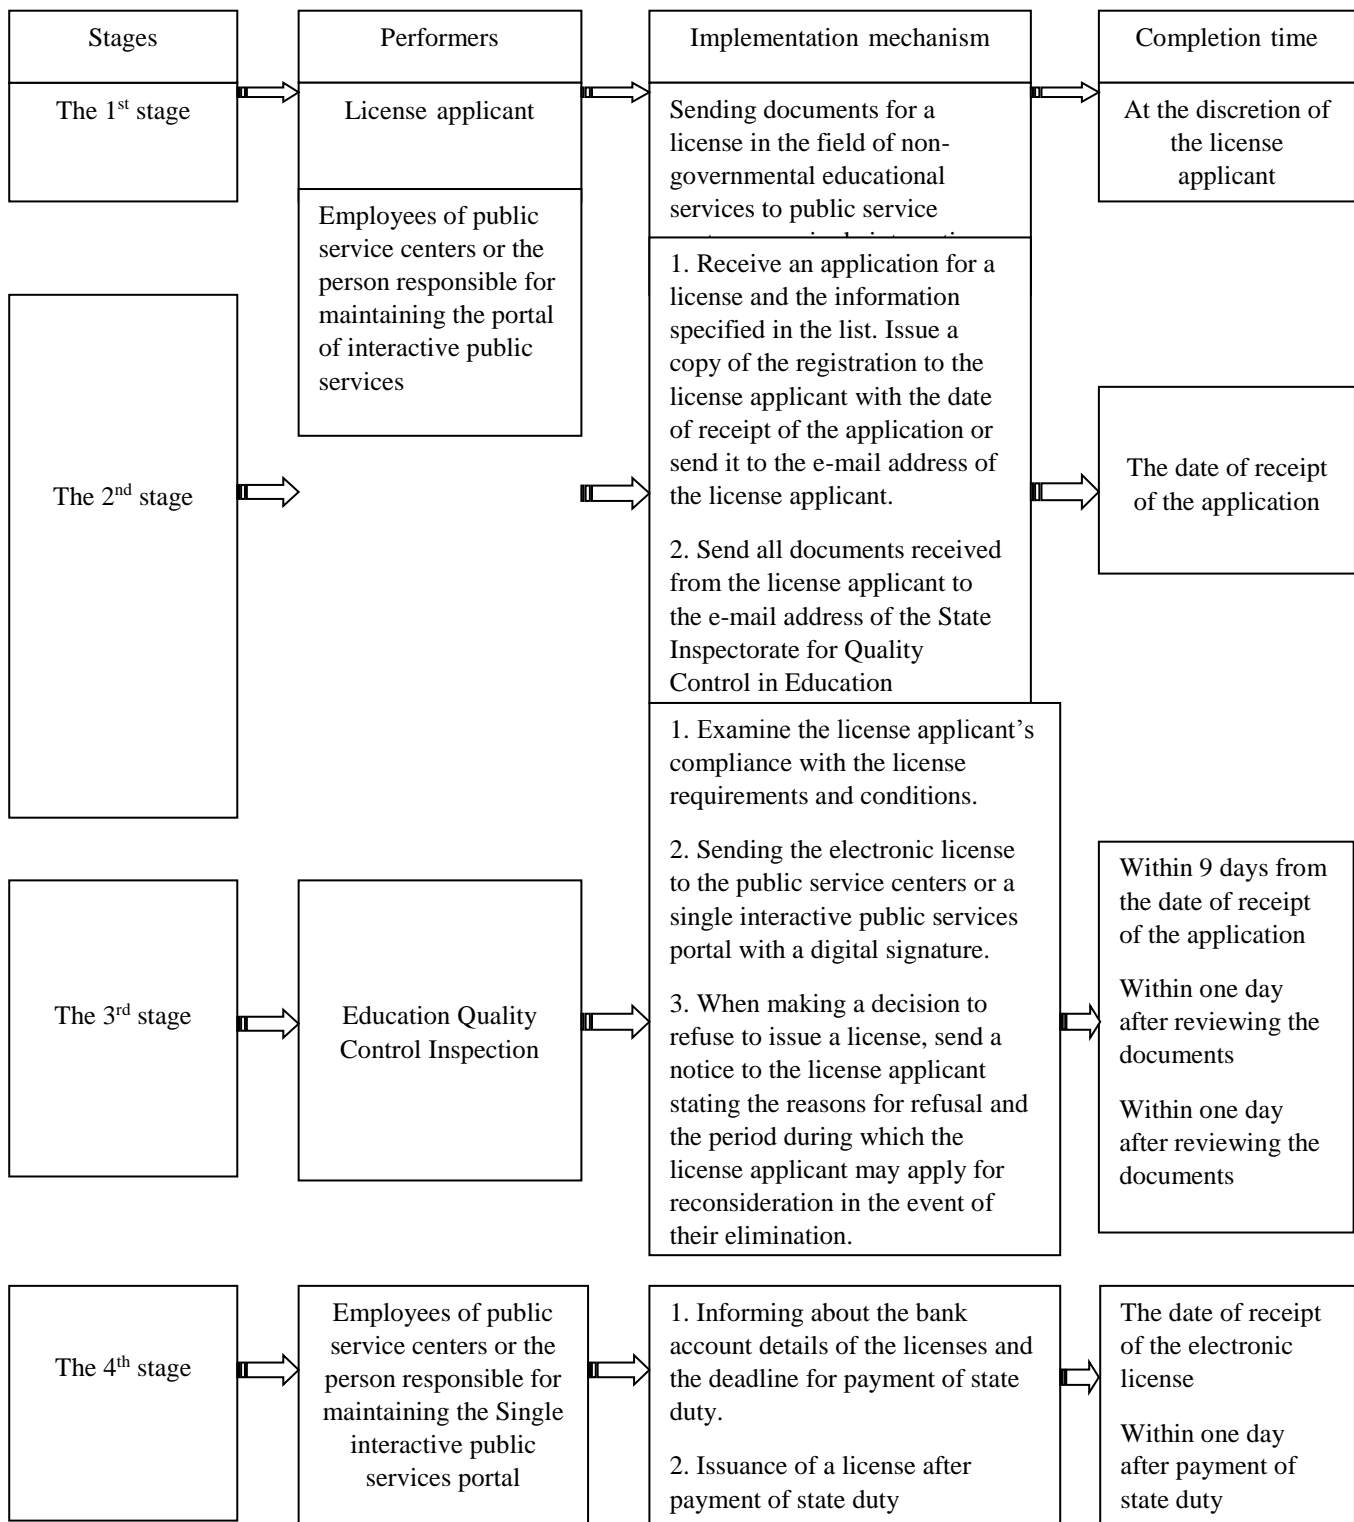 Stages
Performers
Implementation mechanism
Completion time
The 1st stage
License applicant
Sending documents for a
license in the field of non-
governmental educational
services to public service
At the discretion of
the license
applicant
The 2nd stage
Employees of public
service centers or the
person responsible for
maintaining the portal
of interactive public
services
1. Receive an application for a
license and the information
specified in the list. Issue a
copy of the registration to the
license applicant with the date
of receipt of the application or
send it to the e-mail address of
the license applicant.
2. Send all documents received
from the license applicant to
the e-mail address of the State
Inspectorate for Quality
Control in Education
The date of receipt
of the application
The 3rd stage
Education Quality
Control Inspection
1. Examine the license applicant’s
compliance with the license
requirements and conditions.
2. Sending the electronic license
to the public service centers or a
single interactive public services
portal with a digital signature.
3. When making a decision to
refuse to issue a license, send a
notice to the license applicant
stating the reasons for refusal and
the period during which the
license applicant may apply for
reconsideration in the event of
their elimination.
Within 9 days from
the date of receipt
of the application
Within one day
after reviewing the
documents
Within one day
after reviewing the
documents
The 4th stage
Employees of public
service centers or the
person responsible for
maintaining the Single
interactive public
services portal
1. Informing about the bank
account details of the licenses and
the deadline for payment of state
duty.
2. Issuance of a license after
payment of state duty
The date of receipt
of the electronic
license
Within one day
after payment of
state duty